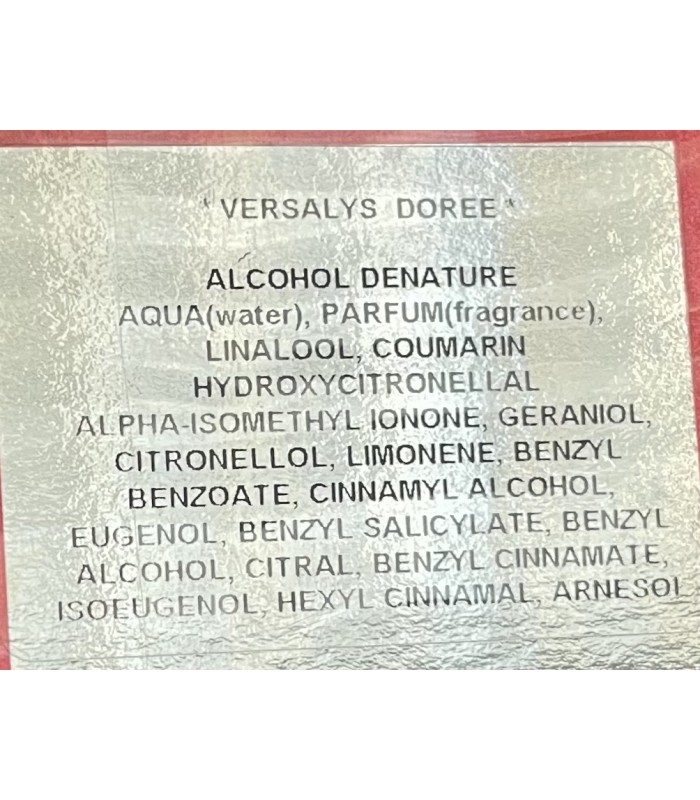 * VERSALYS DOREE *
ALCOHOL DENATURE
AQUA(water), PARFUM(fragrance),
LINALOOL, COUMARIN
HYDROXYCITRONELLAL
ALPHA-ISOMETHYL IONONE, GERANIOL,
CITRONELLOL, LIMONENE, BENZYL
BENZOATE, CINNAMYL ALCOHOL,
EUGENOL, BENZYL SALICYLATE, BENZYL
ALCOHOL, CITRAL, BENZYL CINNAMATE,
ISOEUGENOL, HEXYL CINNAMAL, ARNESOL